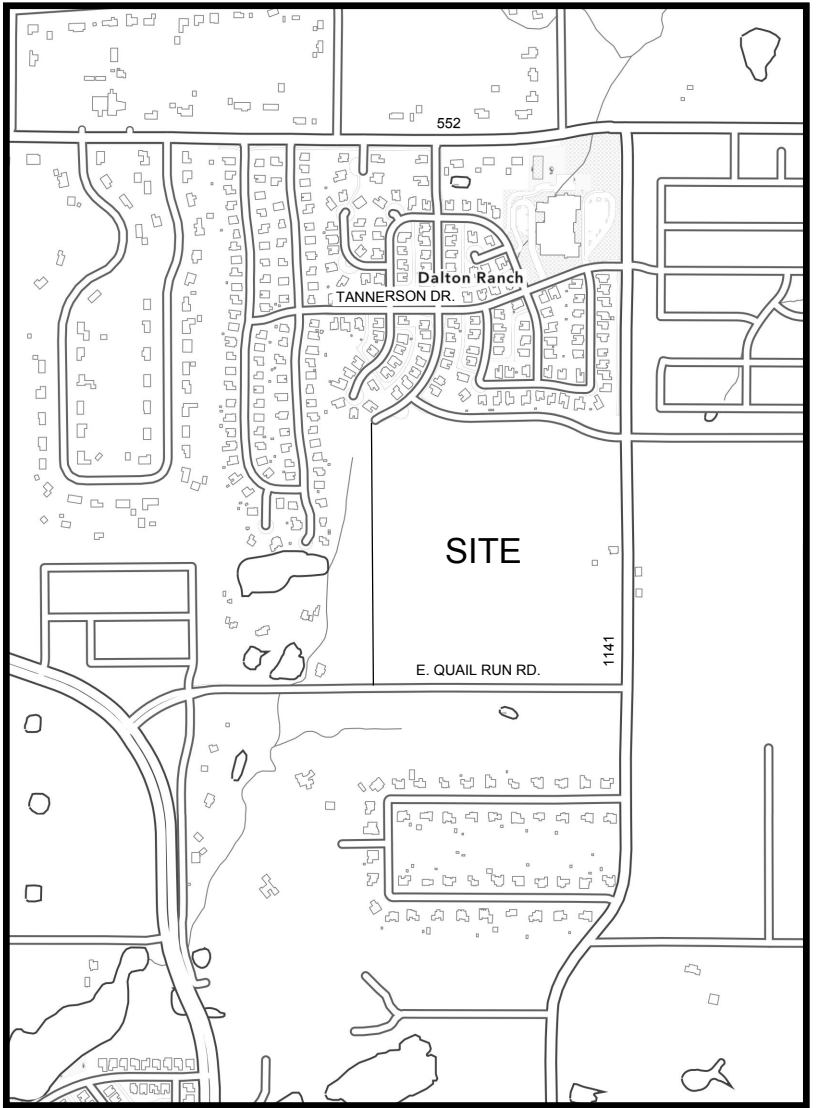 552
Dalton Ranch
TANNERSON DR.
SITE
1141
E. QUAIL RUN RD.